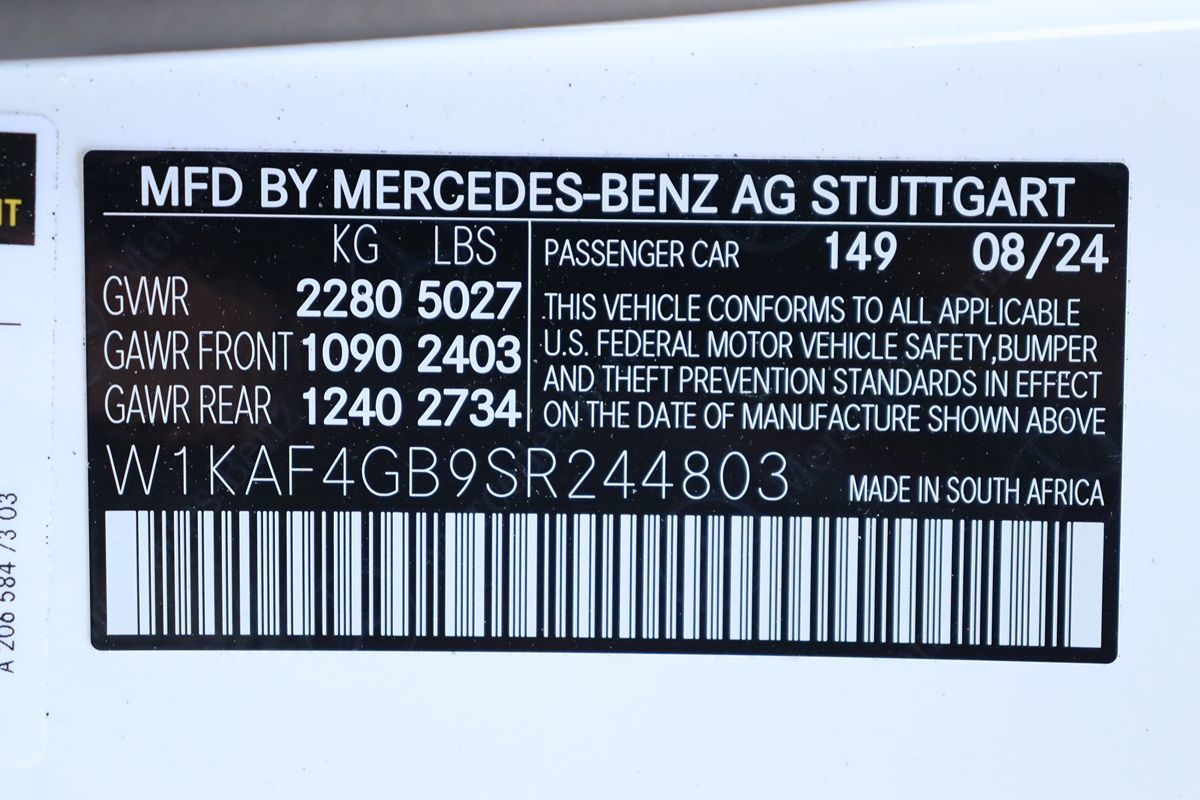 MFD BY MERCEDES-BENZ AG STUTTGART
KG LBS
GVWR 2280 5027
GAWR FRONT 1090 2403
GAWR REAR 1240 2734
PASSENGER CAR 149 08/24
THIS VEHICLE CONFORMS TO ALL APPLICABLE
U.S. FEDERAL MOTOR VEHICLE SAFETY,BUMPER
AND THEFT PREVENTION STANDARDS IN EFFECT
ON THE DATE OF MANUFACTURE SHOWN ABOVE
W1KAF4GB9SR244803
MADE IN SOUTH AFRICA
A 206 584 73 03